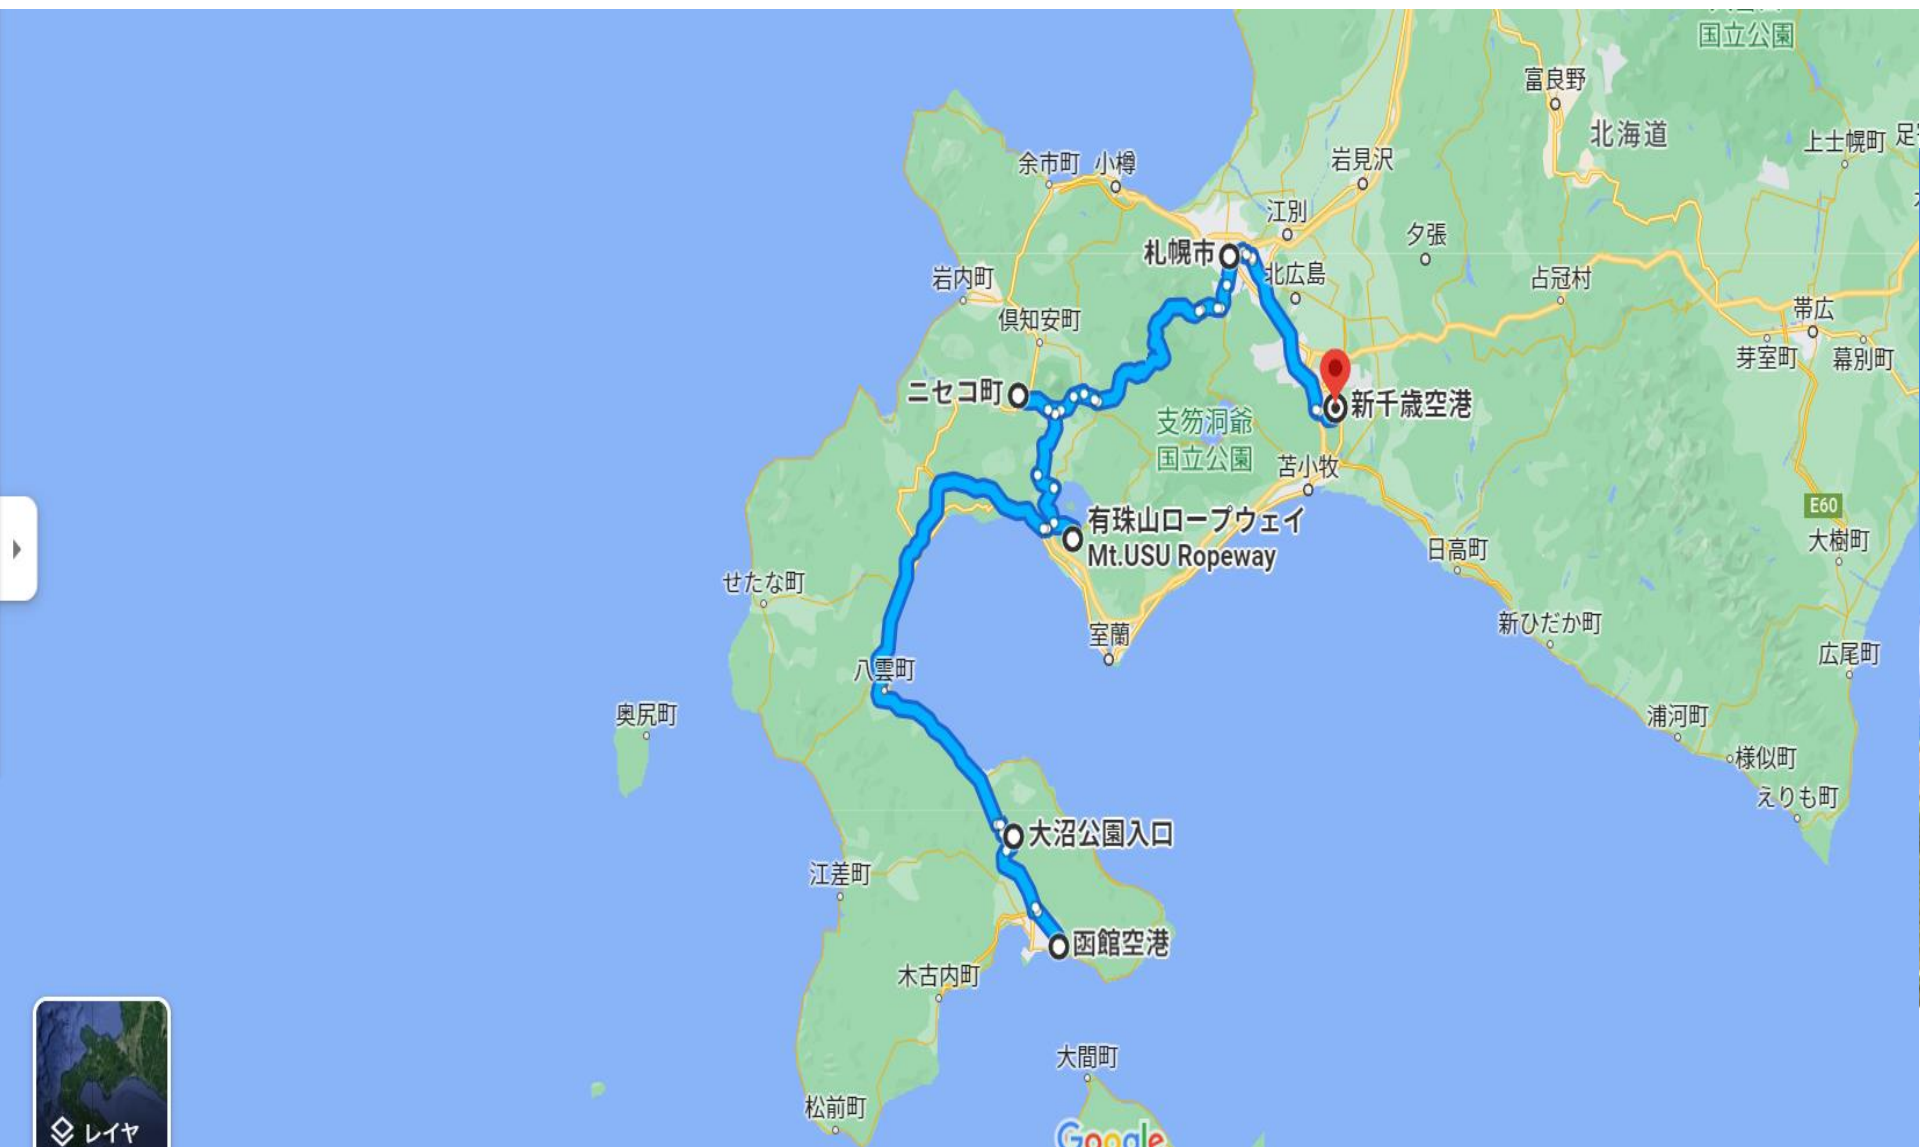 国立公園
富良野
北海道
上士幌町
足
余市町
小樽
岩見沢
江別
夕張
札幌市
北広島
岩内町
占冠村
倶知安町
帯広
芽室町
幕別町
ニセコ町
新千歳空港
支笏洞爺
国立公園
苫小牧
E60
有珠山ロープウェイ
Mt.USU Ropeway
日高町
大樹町
せたな町
室蘭
新ひだか町
広尾町
八雲町
奥尻町
浦河町
様似町
えりも町
大沼公園入口
江差町
函館空港
木古内町
大間町
松前町
レイヤ
Google